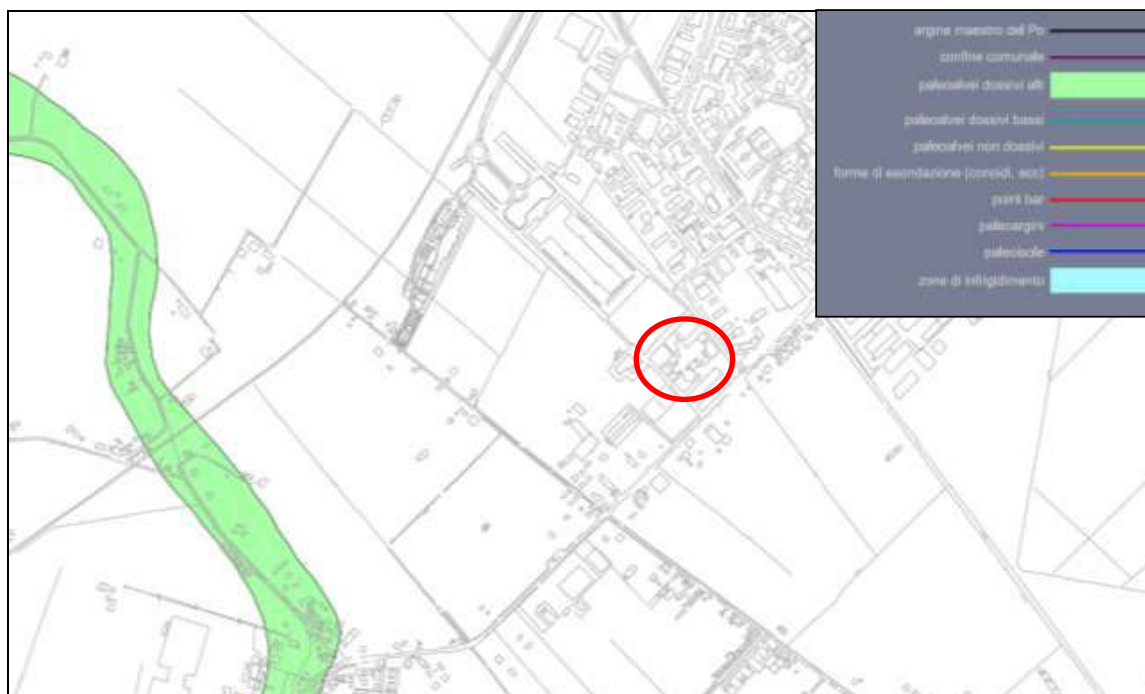 argine maestro del Po
confine comunale
paleoalvei dossivi alti
paleoalvei dossivi bassi
paleoalvei non dossivi
forme di esondazione (conoidi, ecc)
point bar
paleoargini
paleoisole
zone di infrigidimento